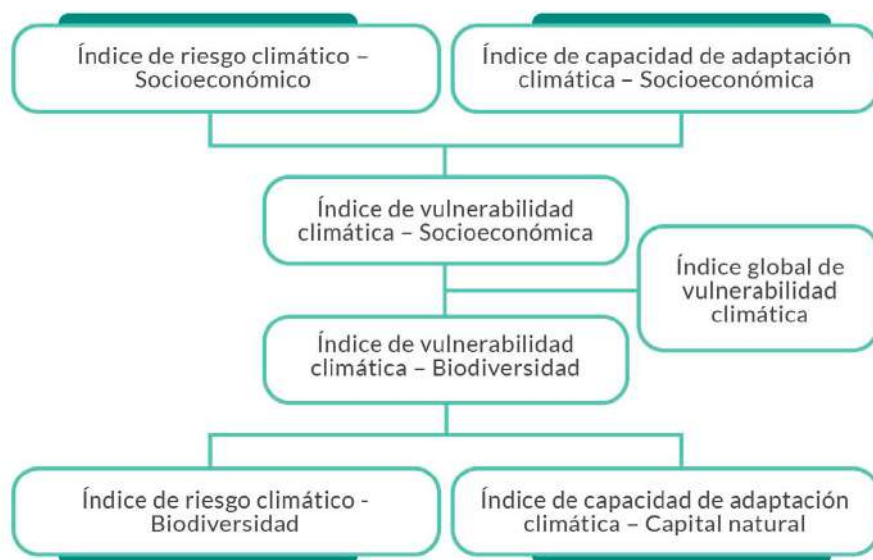 Índice de riesgo climático –
Socioeconómico
Índice de capacidad de adaptación
climática – Socioeconómica
Índice de vulnerabilidad
climática – Socioeconómica
Índice global de
vulnerabilidad
climática
Índice de vulnerabilidad
climática – Biodiversidad
Índice de riesgo climático -
Biodiversidad
Índice de capacidad de adaptación
climática – Capital natural